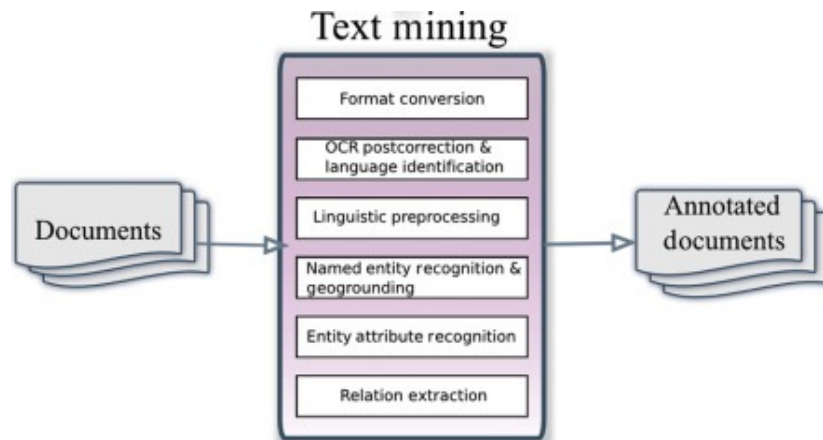 Text mining
Format conversion
OCR postcorrection &
language identification
Documents
Linguistic preprocessing
Annotated
documents
Named entity recognition &
geogrounding
Entity attribute recognition
Relation extraction